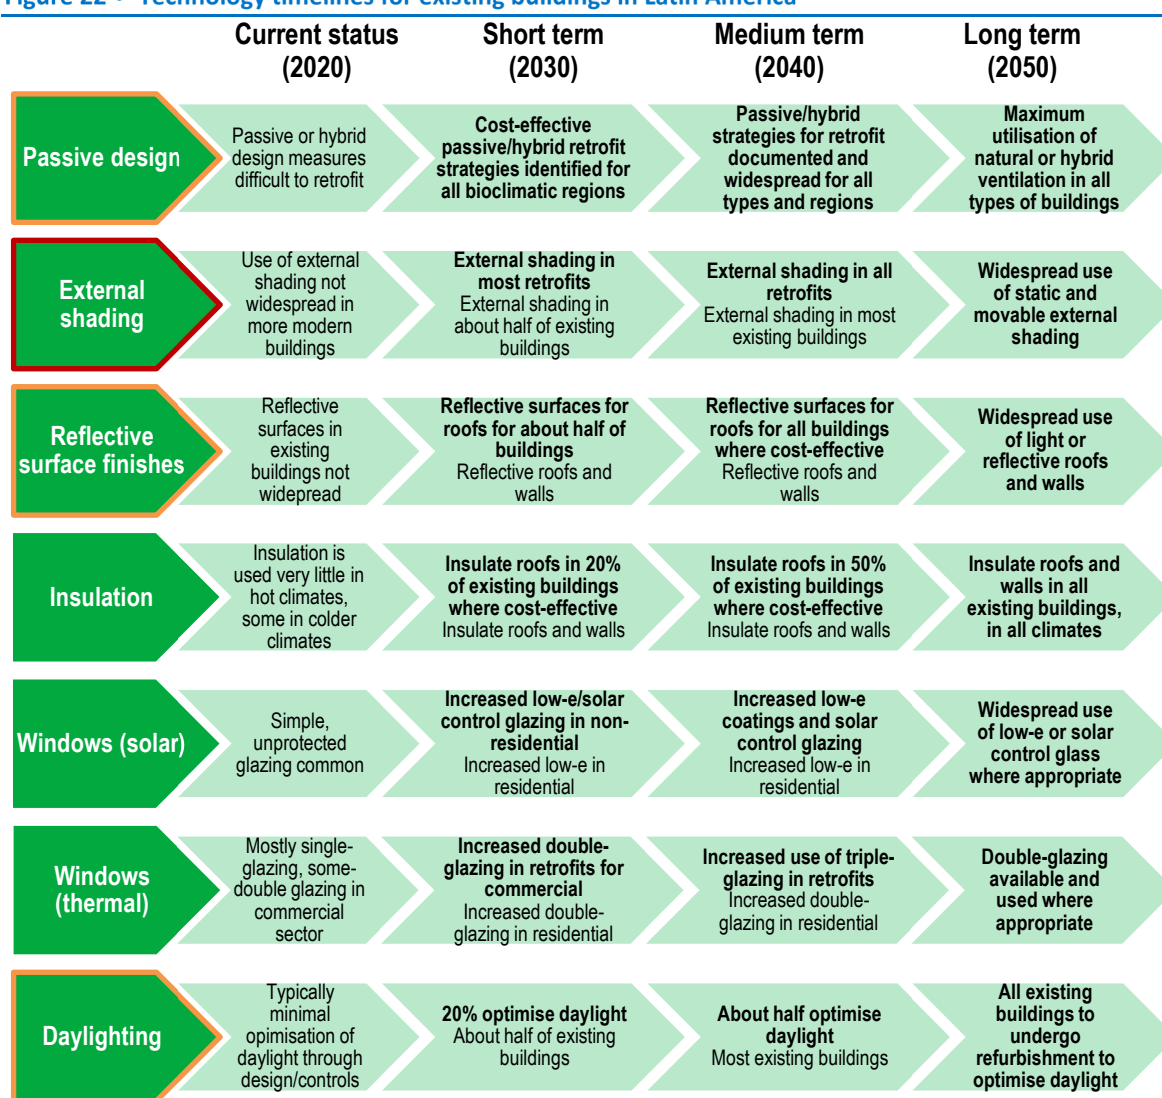 Figure 22 • Technology timelines for existing buildings in Latin America
Current status
(2020)
Short term
(2030)
Medium term
(2040)
Long term
(2050)
Passive design
Passive or hybrid
design measures
difficult to retrofit
Cost-effective
passive/hybrid retrofit
strategies identified for
all bioclimatic regions
Passive/hybrid
strategies for retrofit
documented and
widespread for all
types and regions
Maximum
utilisation of
natural or hybrid
ventilation in all
types of buildings
External
shading
Use of external
shading not
widespread in
more modern
buildings
External shading in
most retrofits
External shading in
about half of existing
buildings
External shading in all
retrofits
External shading in most
existing buildings
Widespread use
of static and
movable external
shading
Reflective
surface finishes
Reflective
surfaces in
existing
buildings not
widepread
Reflective surfaces for
roofs for about half of
buildings
Reflective roofs and
walls
Reflective surfaces for
roofs for all buildings
where cost-effective
Reflective roofs and
walls
Widespread use
of light or
reflective roofs
and walls
Insulation
Insulation is
used very little in
hot climates,
some in colder
climates
Insulate roofs in 20%
of existing buildings
where cost-effective
Insulate roofs and walls
Insulate roofs in 50%
of existing buildings
where cost-effective
Insulate roofs and walls
Insulate roofs and
walls in all
existing buildings,
in all climates
Windows (solar)
Simple,
unprotected
glazing common
Increased low-e/solar
control glazing in non-
residential
Increased low-e in
residential
Increased low-e
coatings and solar
control glazing
Increased low-e in
residential
Widespread use
of low-e or solar
control glass
where appropriate
Windows
(thermal)
Mostly single-
glazing, some-
double glazing in
commercial
sector
Increased double-
glazing in retrofits for
commercial
Increased double-
glazing in residential
Increased use of triple-
glazing in retrofits
Increased double-
glazing in residential
Double-glazing
available and
used where
appropriate
Daylighting
Typically
minimal
opimisation of
daylight through
design/controls
20% optimise daylight
About half of existing
buildings
About half optimise
daylight
Most existing buildings
All existing
buildings to
undergo
refurbishment to
optimise daylight